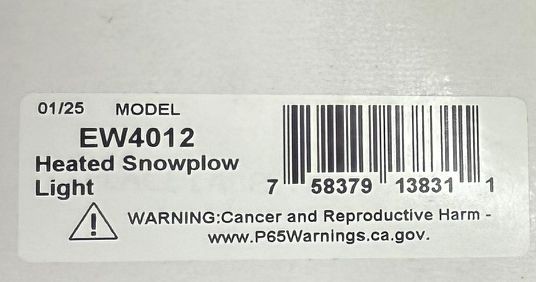 01/25 MODEL
EW4012
Heated Snowplow
Light
7 58379 13831 1
WARNING:Cancer and Reproductive Harm -
www.P65Warnings.ca.gov.